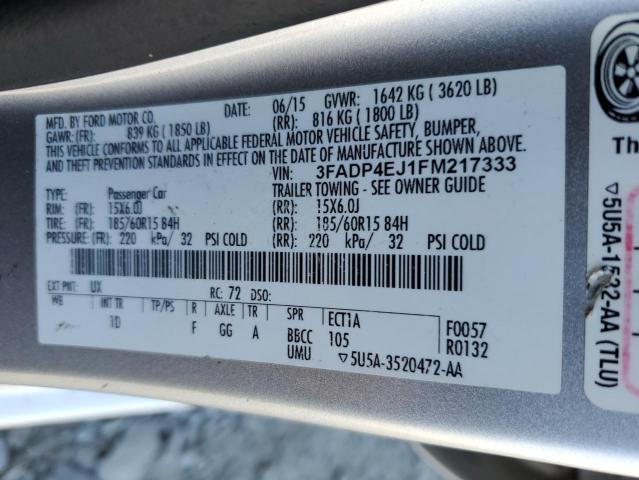 MFD. BY FORD MOTOR CO.
DATE: 06/15 GVWR: 1642 KG ( 3620 LB)
GAWR: (FR): 839 KG (1850 LB) (RR): 816 KG ( 1800 LB)
THIS VEHICLE CONFORMS TO ALL APPLICABLE FEDERAL MOTOR VEHICLE SAFETY, BUMPER,
AND THEFT PREVENTION STANDARDS IN EFFECT ON THE DATE OF MANUFACTURE SHOWN ABOVE.
VIN: 3FADP4EJ1FM217333
TYPE: Passenger Car TRAILER TOWING - SEE OWNER GUIDE
RIM: (FR): 15X6.0J (RR): 15X6.0J
TIRE: (FR): 185/60R15 84H (RR): 185/60R15 84H
PRESSURE: (FR): 220 kPa/ 32 PSI COLD (RR): 220 kPa/ 32 PSI COLD
EXT PNT: UX RC: 72 DSO:
WB INT TR TP/PS R AXLE TR SPR ECT1A F0057
1D F GG A BBCC 105 R0132
UMU ▽5U5A-3520472-AA
Th
(TLU)